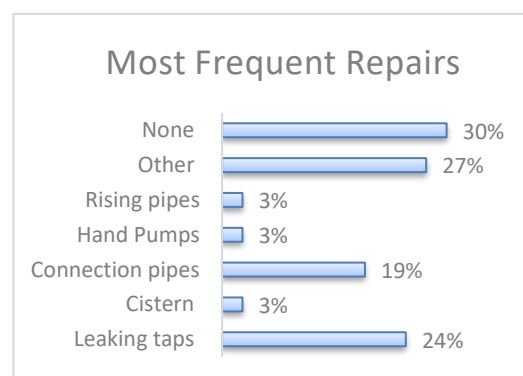 Most Frequent Repairs
None 30%
Other 27%
Rising pipes 3%
Hand Pumps 3%
Connection pipes 19%
Cistern 3%
Leaking taps 24%